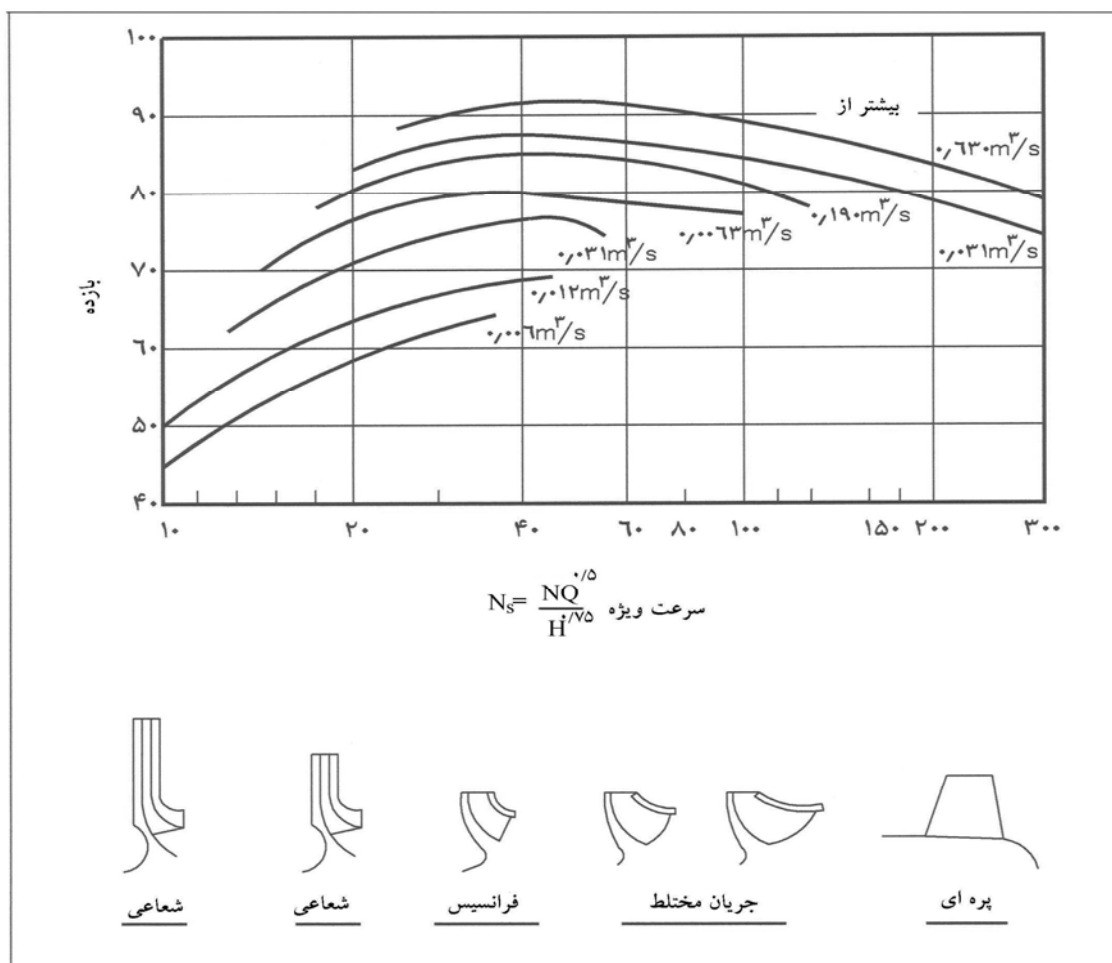 ۱۰۰
۹۰
۸۰
۷۰
۶۰
۵۰
۴۰
بازده
بیشتر از
۰٫۶۳۰m³/s
۰٫۱۹۰m³/s
۰٫۰۳۱m³/s
۰٫۰۰۶۳m³/s
۰٫۰۳۱m³/s
۰٫۰۱۲m³/s
۰٫۰۰۶m³/s
۱۰ ۲۰ ۴۰ ۶۰ ۸۰ ۱۰۰ ۱۵۰ ۲۰۰ ۳۰۰
سرعت ویژه Ns= NQ^۰/۵ / H^۰/۷۵
شعاعی شعاعی فرانسیس جریان مختلط پره ای